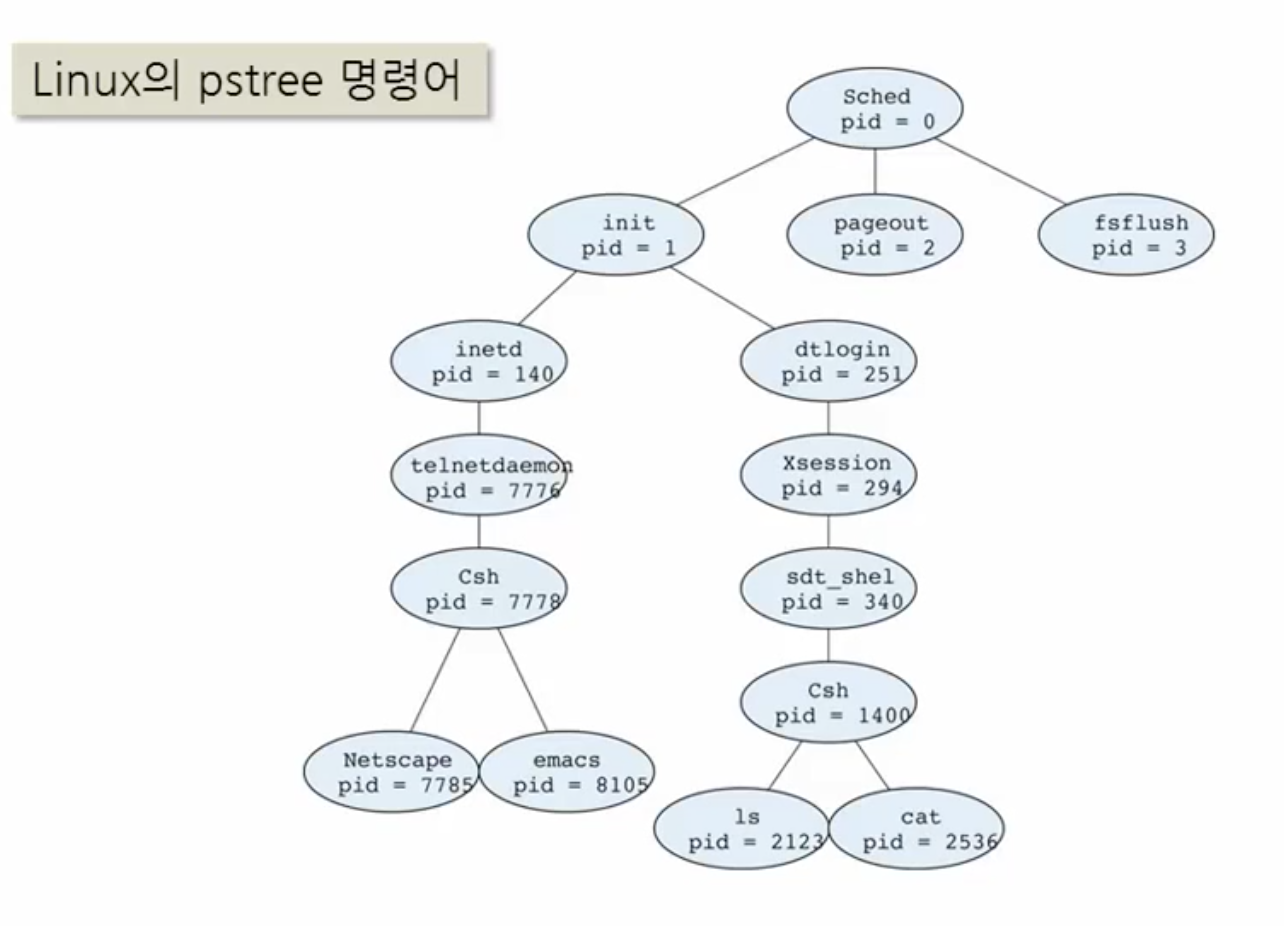 Linux의 pstree 명령어
Sched
pid = 0
init
pid = 1
pageout
pid = 2
fsflush
pid = 3
inetd
pid = 140
dtlogin
pid = 251
telnetdaemon
pid = 7776
Xsession
pid = 294
Csh
pid = 7778
sdt_shel
pid = 340
Csh
pid = 1400
Netscape
pid = 7785
emacs
pid = 8105
ls
pid = 2123
cat
pid = 2536